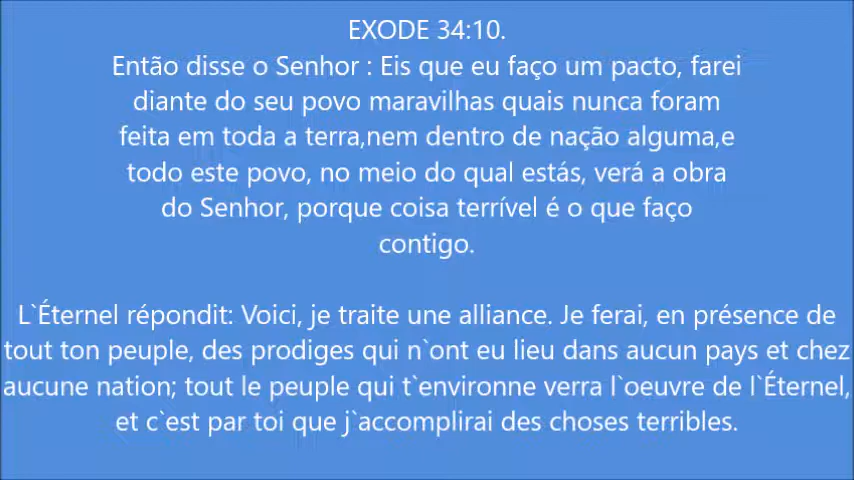 EXODE 34:10.
Então disse o Senhor : Eis que eu faço um pacto, farei
diante do seu povo maravilhas quais nunca foram
feita em toda a terra,nem dentro de nação alguma,e
todo este povo, no meio do qual estás, verá a obra
do Senhor, porque coisa terrível é o que faço
contigo.
L`Éternel répondit: Voici, je traite une alliance. Je ferai, en présence de
tout ton peuple, des prodiges qui n`ont eu lieu dans aucun pays et chez
aucune nation; tout le peuple qui t`environne verra l`oeuvre de l`Éternel,
et c`est par toi que j`accomplirai des choses terribles.